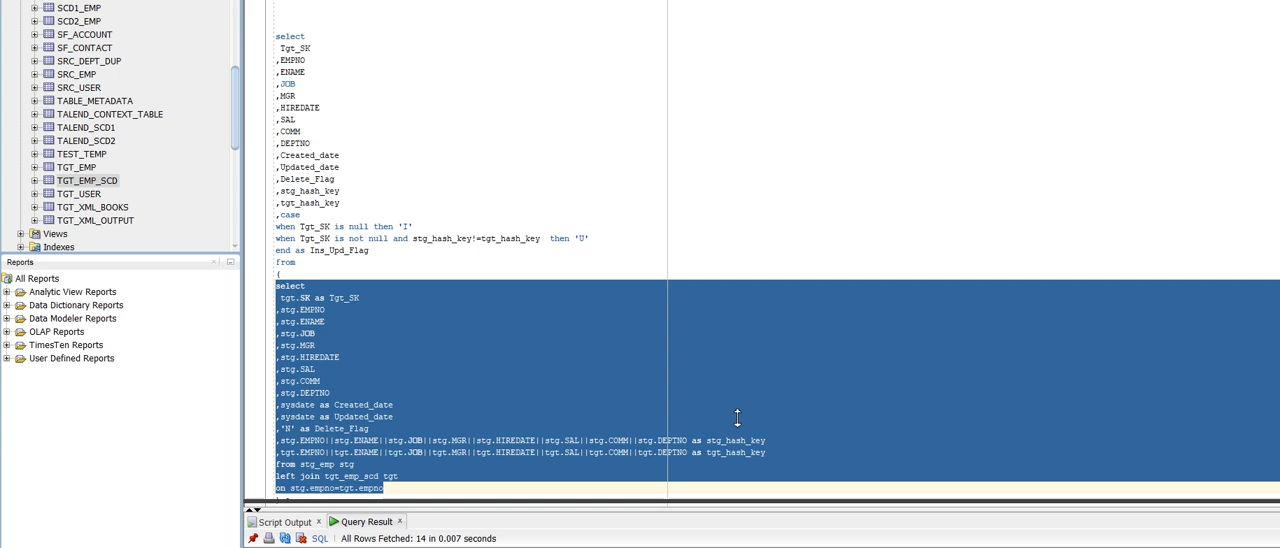 SCD1_EMP
SCD2_EMP
SF_ACCOUNT
SF_CONTACT
SRC_DEPT_DUP
SRC_EMP
SRC_USER
TABLE_METADATA
TALEND_CONTEXT_TABLE
TALEND_SCD1
TALEND_SCD2
TEST_TEMP
TGT_EMP
TGT_EMP_SCD
TGT_USER
TGT_XML_BOOKS
TGT_XML_OUTPUT
Views
Indexes
Reports
All Reports
Analytic View Reports
Data Dictionary Reports
Data Modeler Reports
OLAP Reports
TimesTen Reports
User Defined Reports
select
Tgt_SK
,EMPNO
,ENAME
,JOB
,MGR
,HIREDATE
,SAL
,COMM
,DEPTNO
,Created_date
,Updated_date
,Delete_Flag
,stg_hash_key
,tgt_hash_key
,case
when Tgt_SK is null then 'I'
when Tgt_SK is not null and stg_hash_key!=tgt_hash_key  then 'U'
end as Ins_Upd_Flag
from
(
select
tgt.SK as Tgt_SK
,stg.EMPNO
,stg.ENAME
,stg.JOB
,stg.MGR
,stg.HIREDATE
,stg.SAL
,stg.COMM
,stg.DEPTNO
,sysdate as Created_date
,sysdate as Updated_date
,'N' as Delete_Flag
,stg.EMPNO||stg.ENAME||stg.JOB||stg.MGR||stg.HIREDATE||stg.SAL||stg.COMM||stg.DEPTNO as stg_hash_key
,tgt.EMPNO||tgt.ENAME||tgt.JOB||tgt.MGR||tgt.HIREDATE||tgt.SAL||tgt.COMM||tgt.DEPTNO as tgt_hash_key
from stg_emp stg
left join tgt_emp_scd tgt
on stg.empno=tgt.empno
Script Output × Query Result ×
SQL | All Rows Fetched: 14 in 0.007 seconds